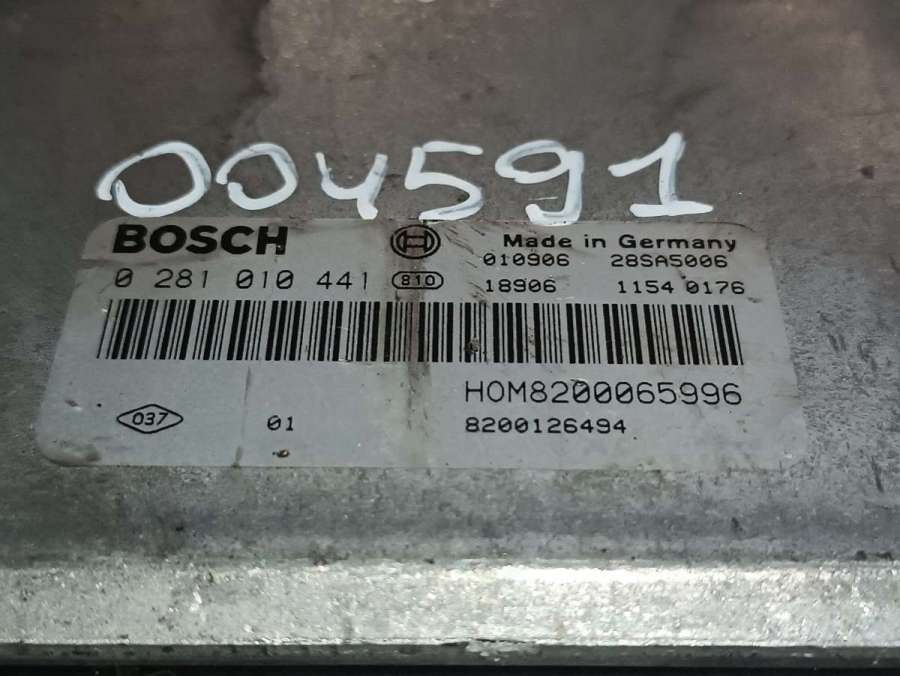 004591
BOSCH
Made in Germany
010906 28SA5006
0 281 010 441 810
18906 1154 0176
HOM8200065996
037 01
8200126494